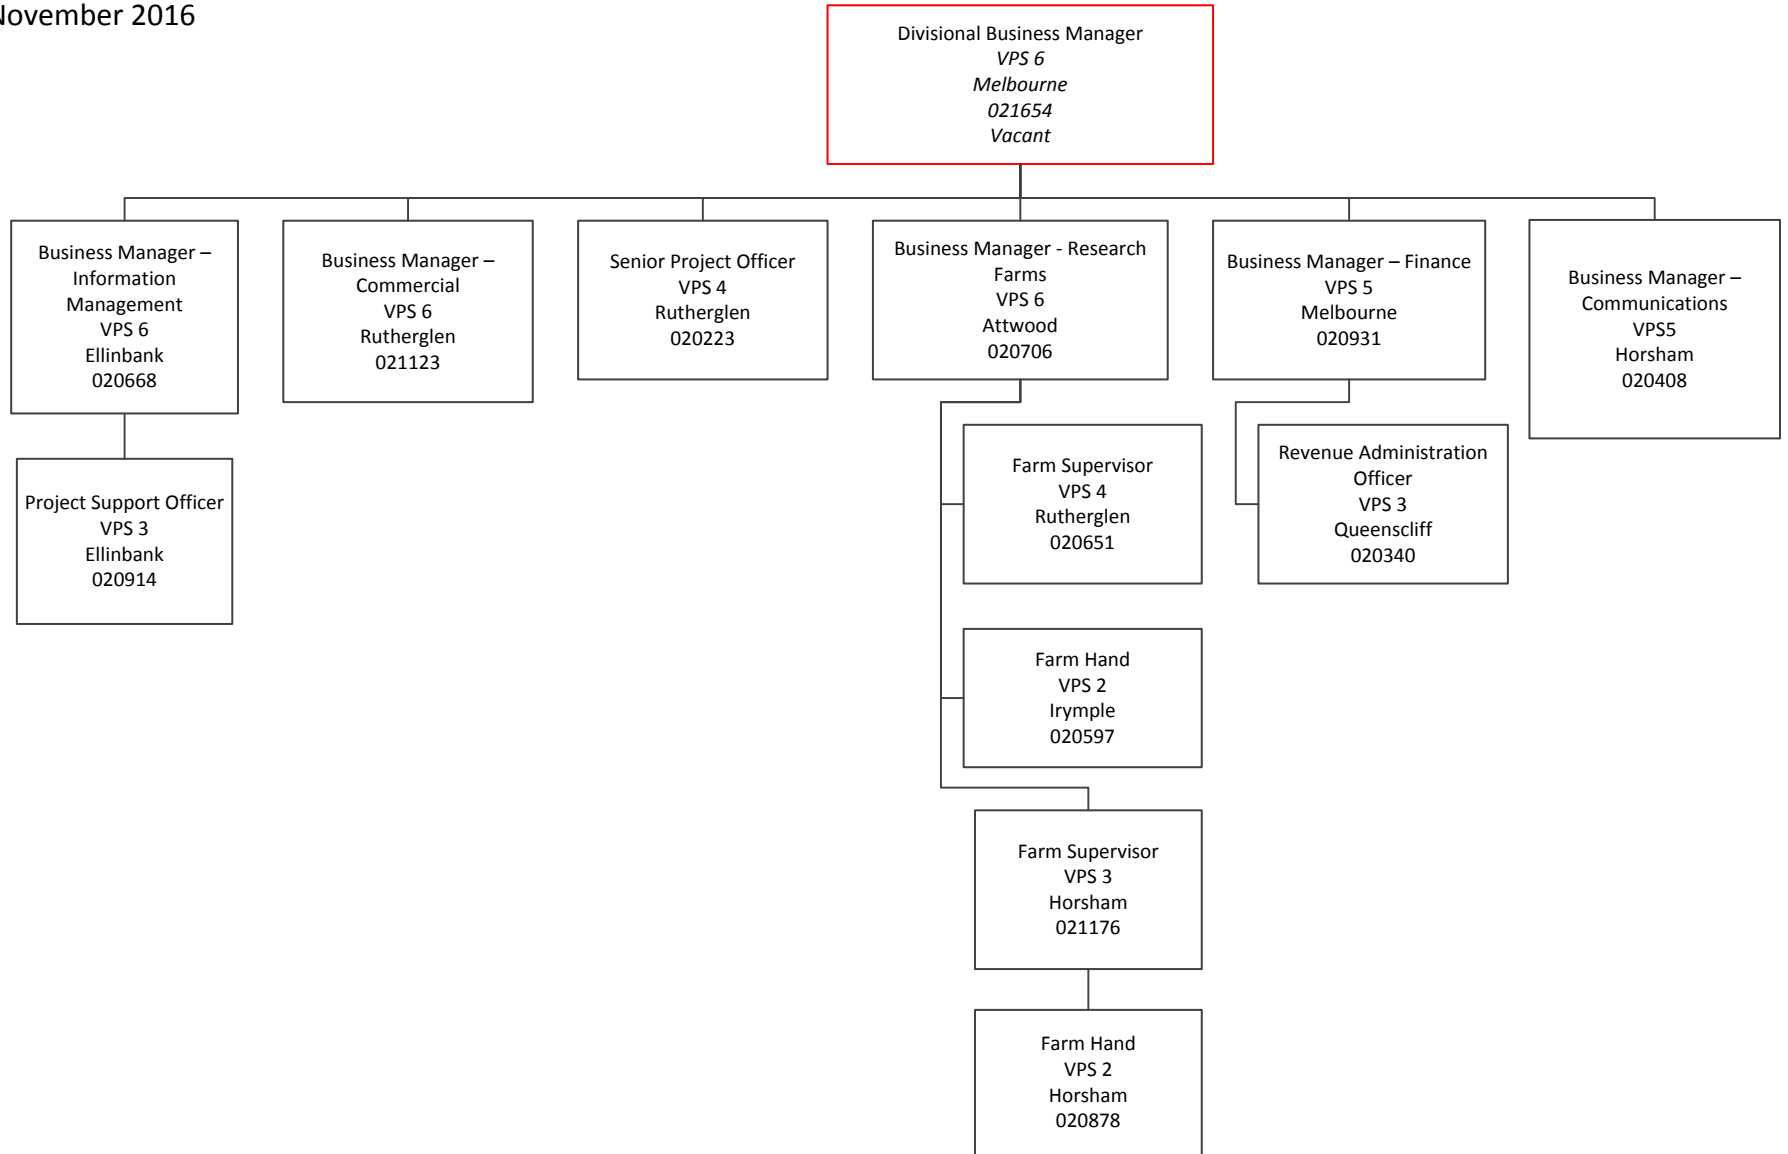 November 2016
Divisional Business Manager
VPS 6
Melbourne
021654
Vacant
Business Manager –
Information
Management
VPS 6
Ellinbank
020668
Business Manager –
Commercial
VPS 6
Rutherglen
021123
Senior Project Officer
VPS 4
Rutherglen
020223
Business Manager - Research
Farms
VPS 6
Attwood
020706
Business Manager – Finance
VPS 5
Melbourne
020931
Business Manager –
Communications
VPS5
Horsham
020408
Project Support Officer
VPS 3
Ellinbank
020914
Farm Supervisor
VPS 4
Rutherglen
020651
Revenue Administration
Officer
VPS 3
Queenscliff
020340
Farm Hand
VPS 2
Irymple
020597
Farm Supervisor
VPS 3
Horsham
021176
Farm Hand
VPS 2
Horsham
020878